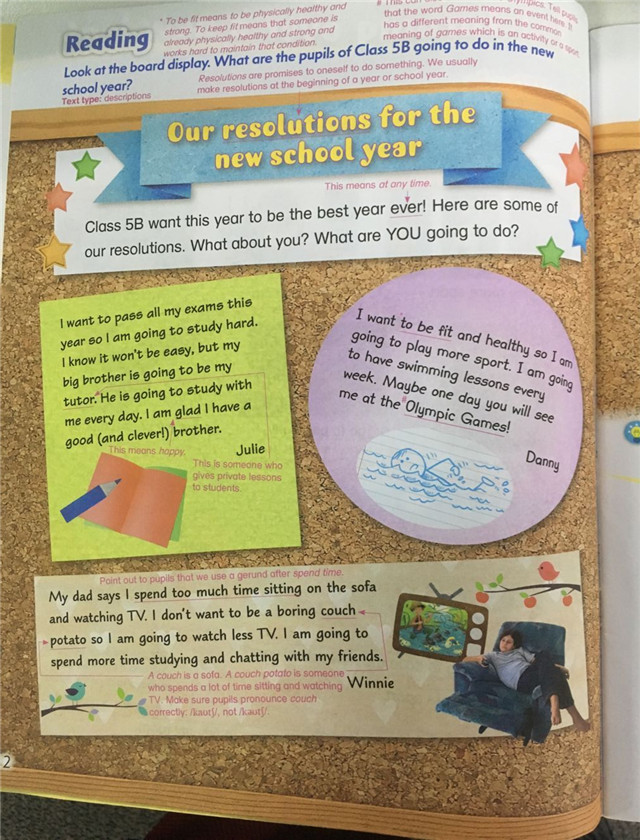 Reading
* To be fit means to be physically healthy and
strong. To keep fit means that someone is
already physically healthy and strong and
works hard to maintain that condition.
Tell pupils
that the word Games means an event here. It
has a different meaning from the common
meaning of games which is an activity or a sport.
Look at the board display. What are the pupils of Class 5B going to do in the new
school year?
Resolutions are promises to oneself to do something. We usually
make resolutions at the beginning of a year or school year.
Text type: descriptions
Our resolutions for the
new school year
This means at any time.
Class 5B want this year to be the best year ever! Here are some of
our resolutions. What about you? What are YOU going to do?
I want to pass all my exams this
year so I am going to study hard.
I know it won't be easy, but my
big brother is going to be my
tutor. He is going to study with
me every day. I am glad I have a
good (and clever!) brother.
This means happy.
Julie
This is someone who
gives private lessons
to students.
I want *to be fit and healthy so I am
going to play more sport. I am going
to have swimming lessons every
week. Maybe one day you will see
me at the #Olympic Games!
Danny
Point out to pupils that we use a gerund after spend time.
My dad says I spend too much time sitting on the sofa
and watching TV. I don't want to be a boring couch
potato so I am going to watch less TV. I am going to
spend more time studying and chatting with my friends.
Winnie
A couch is a sofa. A couch potato is someone
who spends a lot of time sitting and watching
TV. Make sure pupils pronounce couch
correctly: /kaʊtʃ/, not
2